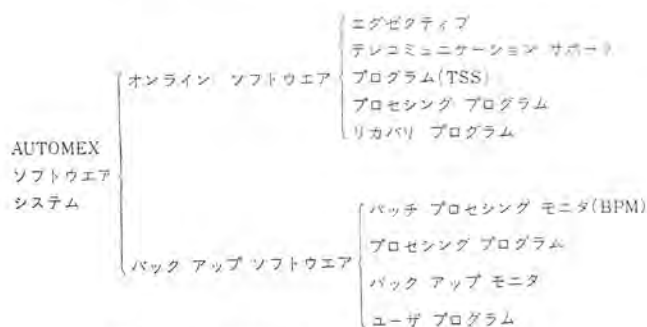 エグゼクティブ
テレコミュニケーション サポート
オンライン ソフトウエア
プログラム(TSS)
プロセシング プログラム
リカバリ プログラム
AUTOMEX
ソフトウエア
システム
バッチ プロセシング モニタ(BPM)
プロセシング プログラム
バック アップ ソフトウエア
バック アップ モニタ
ユーザ プログラム